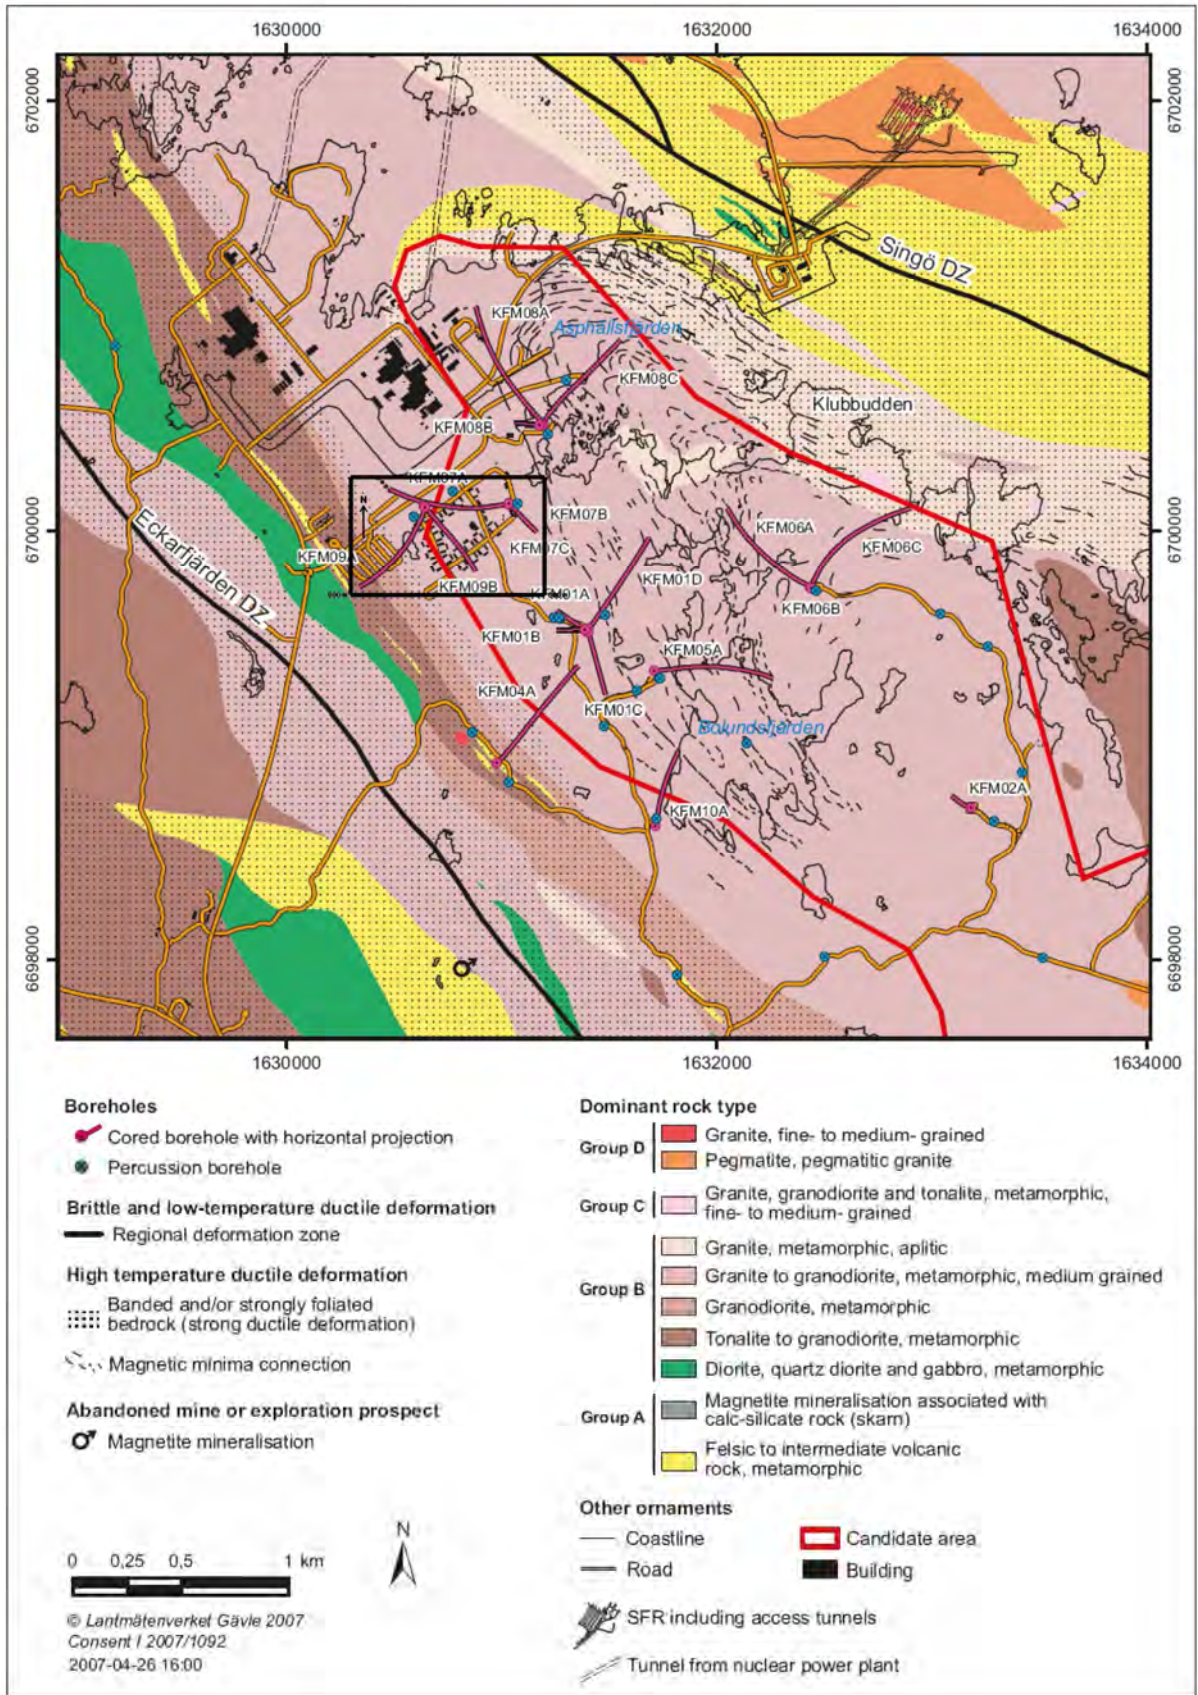 1630000
1632000
1634000
6702000
6702000
Singö DZ
KFM08A
Asphällsfjärden
KFM08C
Klubbudden
KFM08B
KFM07A
N
KFM07B
KFM06A
6700000
6700000
KFM09A
KFM07C
KFM06C
Eckarfjärden DZ
KFM09B
KFM01A
KFM01D
KFM06B
KFM01B
KFM05A
KFM04A
KFM01C
Bolundsfjärden
KFM02A
KFM10A
6698000
6698000
1630000
1632000
1634000
Boreholes
Cored borehole with horizontal projection
Percussion borehole
Brittle and low-temperature ductile deformation
Regional deformation zone
High temperature ductile deformation
Banded and/or strongly foliated
bedrock (strong ductile deformation)
Magnetic minima connection
Abandoned mine or exploration prospect
Magnetite mineralisation
0 0,25 0,5 1 km
N
© Lantmätenverket Gävle 2007
Consent I 2007/1092
2007-04-26 16:00
Dominant rock type
Group D
Granite, fine- to medium- grained
Pegmatite, pegmatitic granite
Group C
Granite, granodiorite and tonalite, metamorphic,
fine- to medium- grained
Group B
Granite, metamorphic, aplitic
Granite to granodiorite, metamorphic, medium grained
Granodiorite, metamorphic
Tonalite to granodiorite, metamorphic
Diorite, quartz diorite and gabbro, metamorphic
Group A
Magnetite mineralisation associated with
calc-silicate rock (skarn)
Felsic to intermediate volcanic
rock, metamorphic
Other ornaments
Coastline
Candidate area
Road
Building
SFR including access tunnels
Tunnel from nuclear power plant